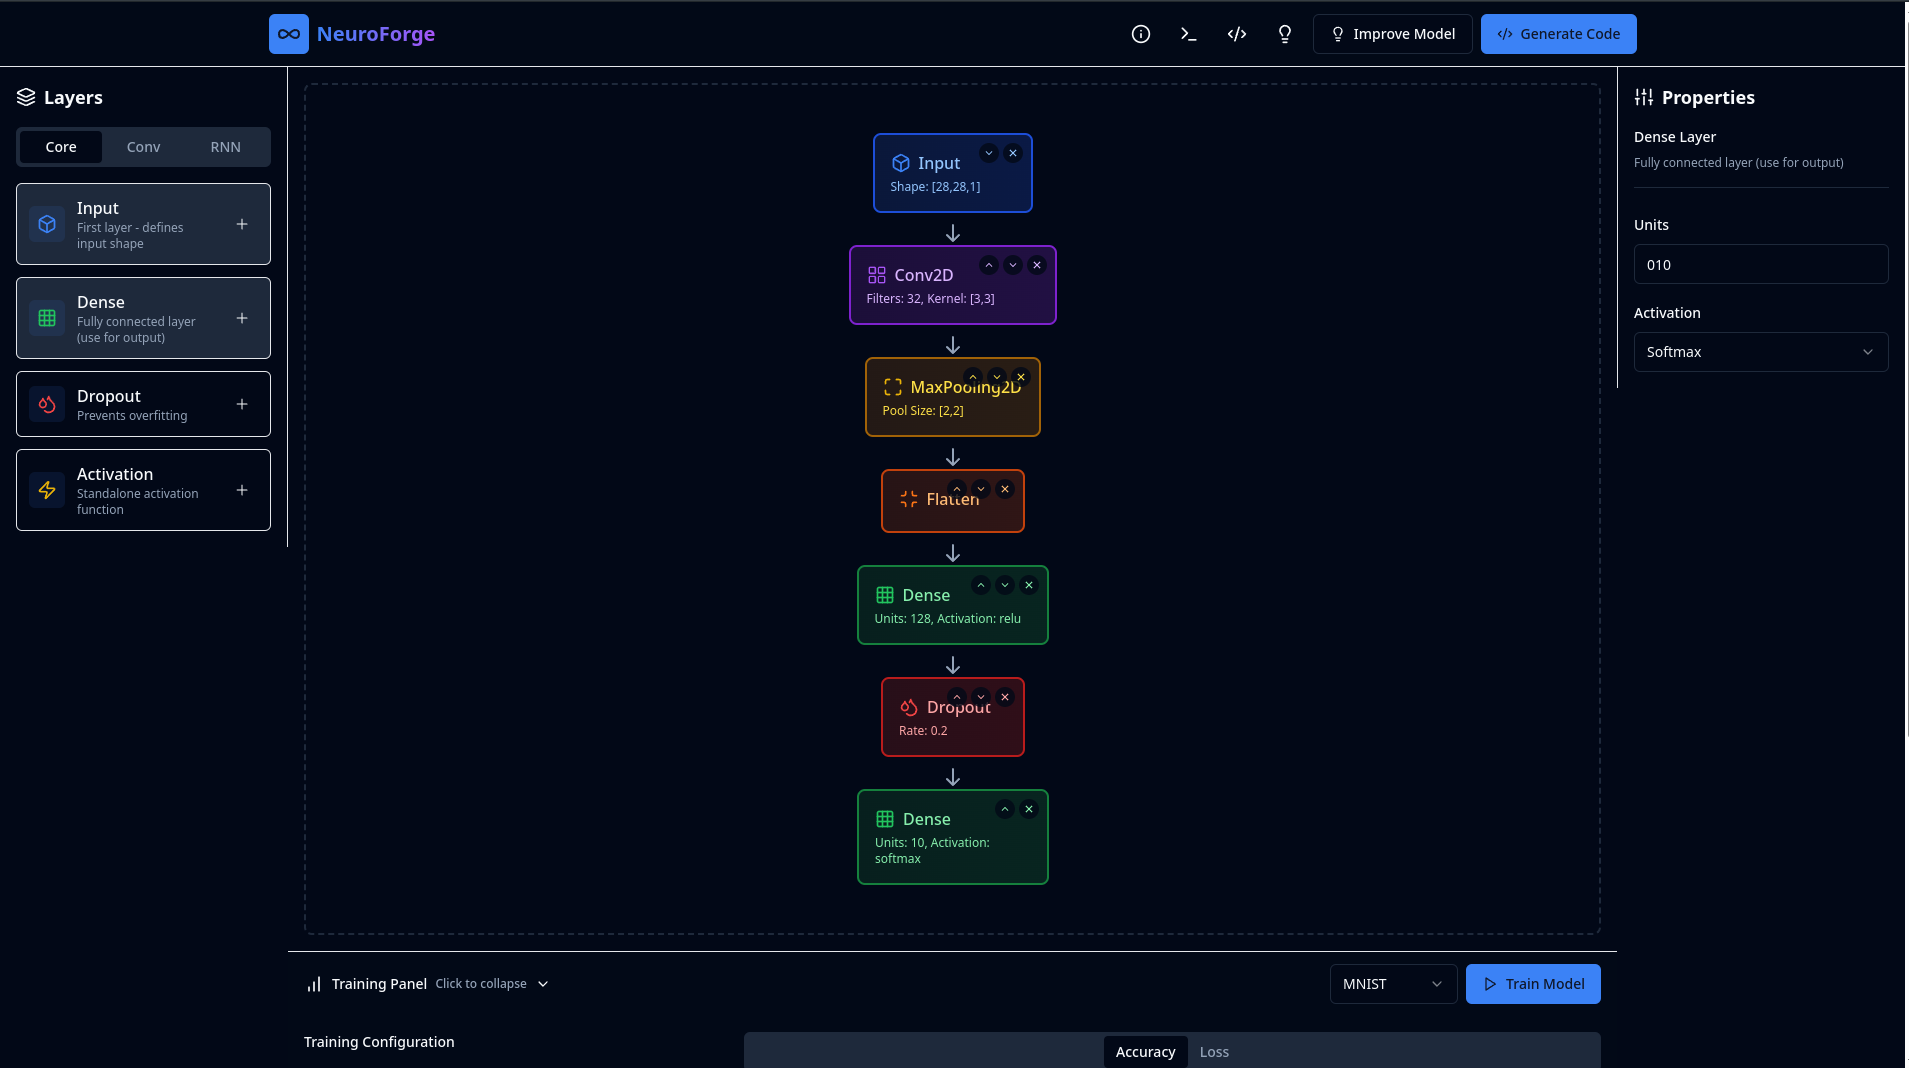 NeuroForge
Improve Model
Generate Code
Layers
Core Conv RNN
Input
First layer - defines
input shape
Dense
Fully connected layer
(use for output)
Dropout
Prevents overfitting
Activation
Standalone activation
function
Input
Shape: [28,28,1]
Conv2D
Filters: 32, Kernel: [3,3]
MaxPooling2D
Pool Size: [2,2]
Flatten
Dense
Units: 128, Activation: relu
Dropout
Rate: 0.2
Dense
Units: 10, Activation:
softmax
Properties
Dense Layer
Fully connected layer (use for output)
Units
010
Activation
Softmax
Training Panel Click to collapse
MNIST
Train Model
Training Configuration
Accuracy Loss